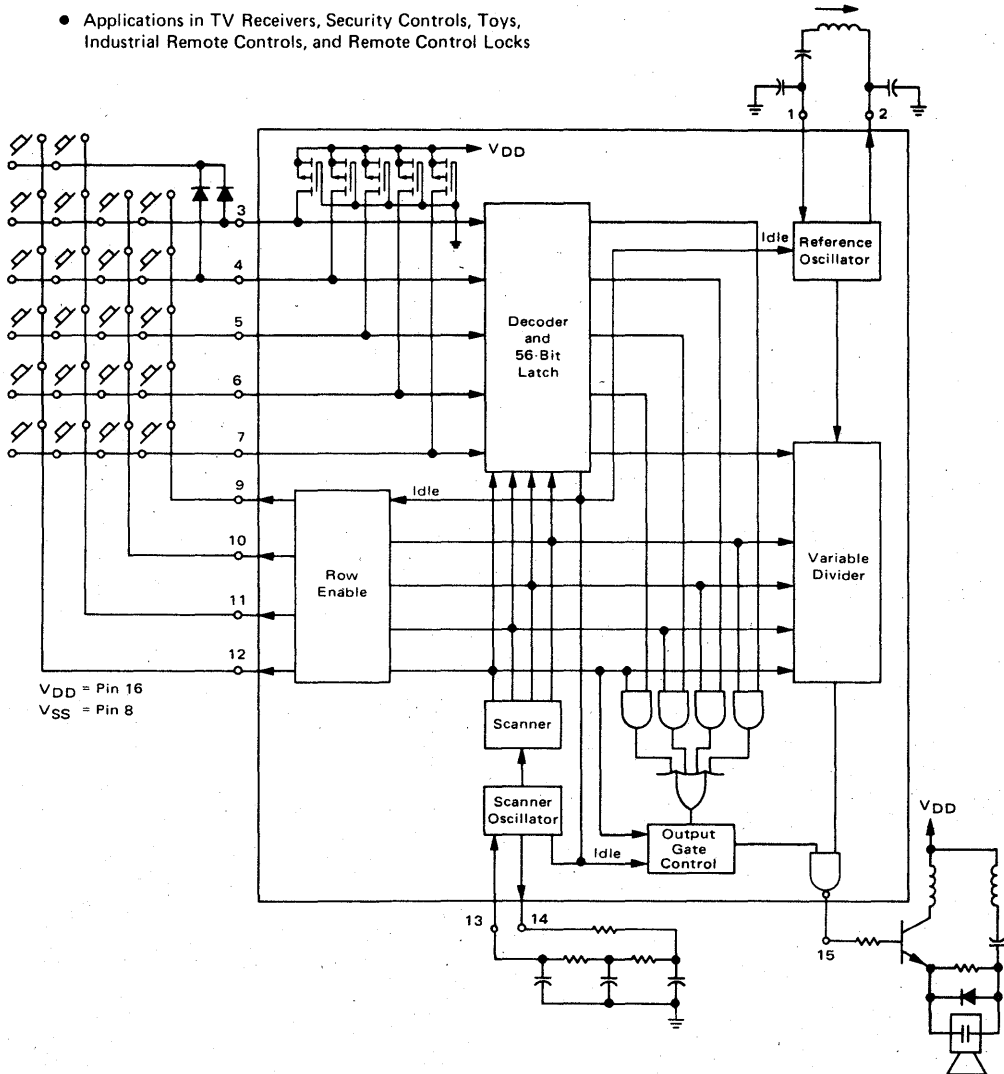 ● Applications in TV Receivers, Security Controls, Toys,
Industrial Remote Controls, and Remote Control Locks
1
2
VDD
3
4
5
6
7
9
10
11
12
Decoder
and
56-Bit
Latch
Idle
Reference
Oscillator
Idle
Row
Enable
Variable
Divider
VDD = Pin 16
VSS = Pin 8
Scanner
Scanner
Oscillator
Idle
Output
Gate
Control
VDD
13
14
15